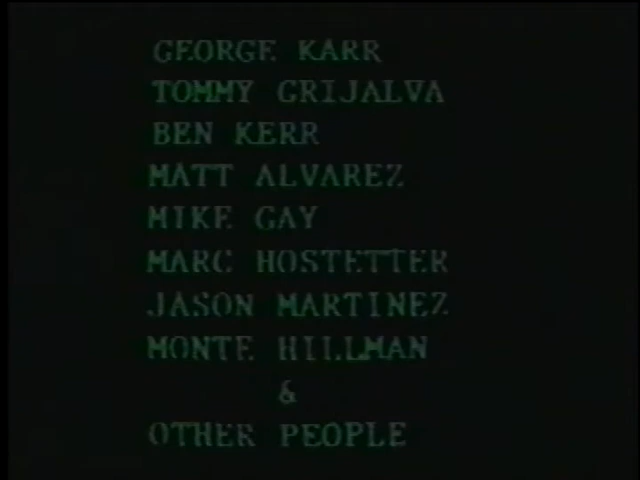 GEORGE KARR
TOMMY GRIJALVA
BEN KERR
MATT ALVAREZ
MIKE GAY
MARC HOSTETTER
JASON MARTINEZ
MONTE HILLMAN
&
OTHER PEOPLE